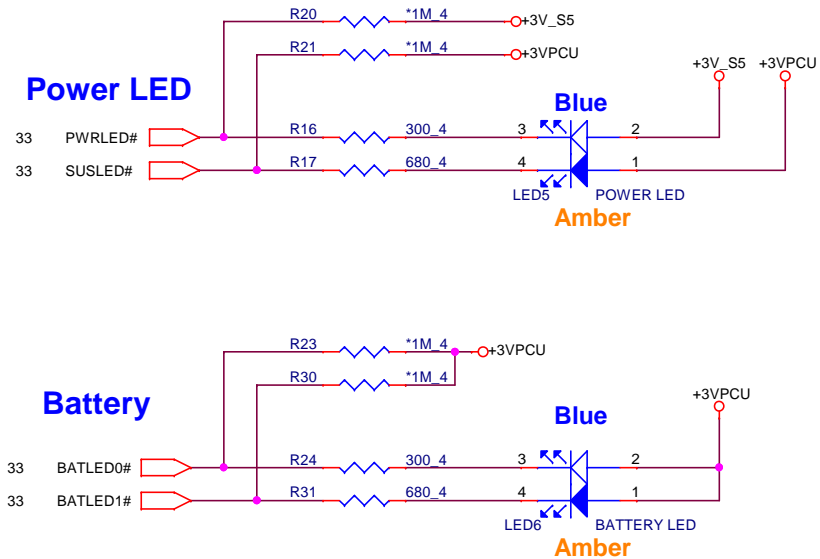 R20 *1M_4 +3V_S5
R21 *1M_4 +3VPCU
+3V_S5 +3VPCU
Power LED
Blue
33 PWRLED# R16 300_4 3 2
33 SUSLED# R17 680_4 4 1
LED5 POWER LED
Amber
R23 *1M_4 +3VPCU
R30 *1M_4
+3VPCU
Battery
Blue
33 BATLED0# R24 300_4 3 2
33 BATLED1# R31 680_4 4 1
LED6 BATTERY LED
Amber